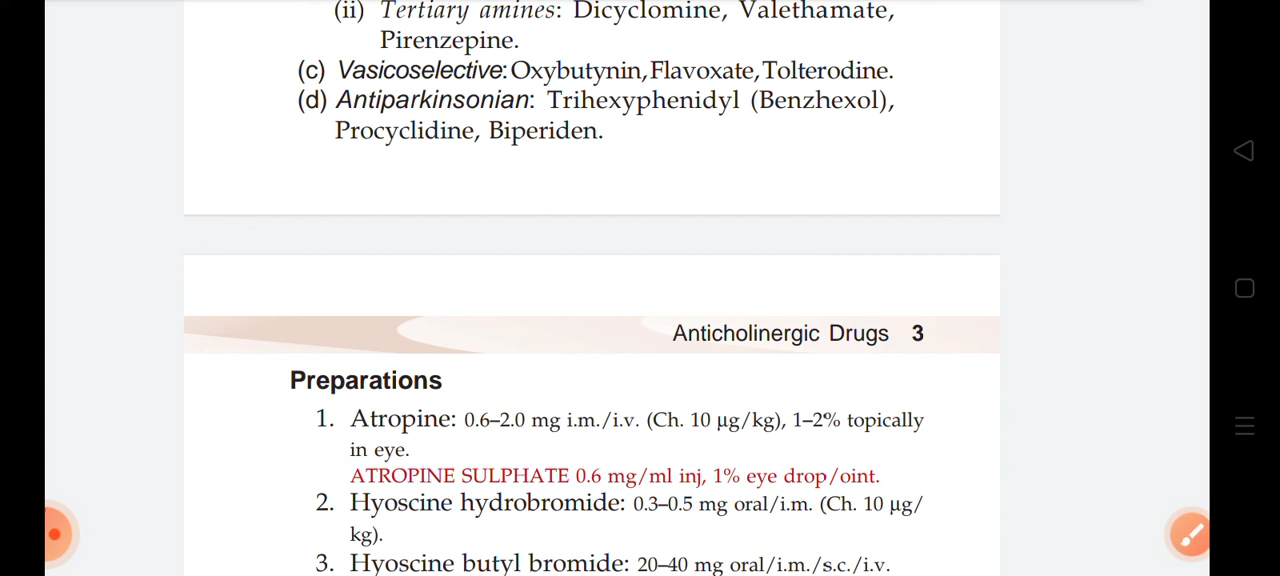 (ii) Tertiary amines: Dicyclomine, Valethamate,
Pirenzepine.
(c) Vasicoselective: Oxybutynin, Flavoxate, Tolterodine.
(d) Antiparkinsonian: Trihexyphenidyl (Benzhexol),
Procyclidine, Biperiden.
Anticholinergic Drugs 3
Preparations
1. Atropine: 0.6–2.0 mg i.m./i.v. (Ch. 10 µg/kg), 1–2% topically
in eye.
ATROPINE SULPHATE 0.6 mg/ml inj, 1% eye drop/oint.
2. Hyoscine hydrobromide: 0.3–0.5 mg oral/i.m. (Ch. 10 µg/
kg).
3. Hyoscine butyl bromide: 20–40 mg oral/i.m./s.c./i.v.